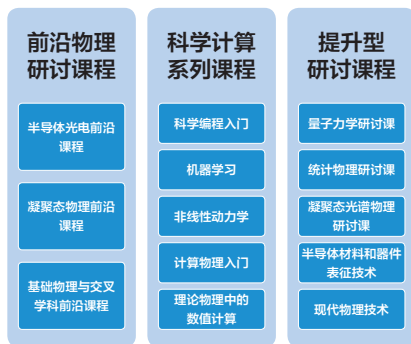 前沿物理
研讨课程
半导体光电前沿
课程
凝聚态物理前沿
课程
基础物理与交叉
学科前沿课程
科学计算
系列课程
科学编程入门
机器学习
非线性动力学
计算物理入门
理论物理中的
数值计算
提升型
研讨课程
量子力学研讨课
统计物理研讨课
凝聚态光谱物理
研讨课
半导体材料和器件
表征技术
现代物理技术